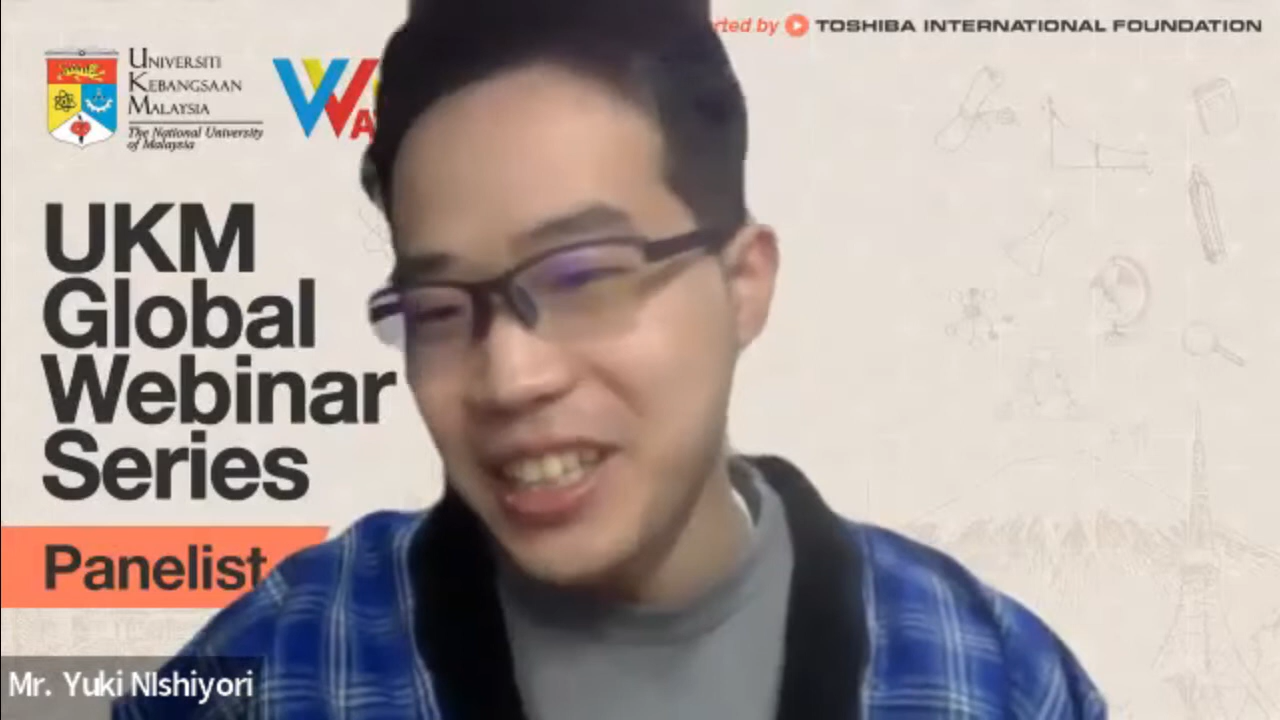 rted by TOSHIBA INTERNATIONAL FOUNDATION
UNIVERSITI
KEBANGSAAN
MALAYSIA
The National University
of Malaysia
UKM
Global
Webinar
Series
Panelist
Mr. Yuki NIshiyori